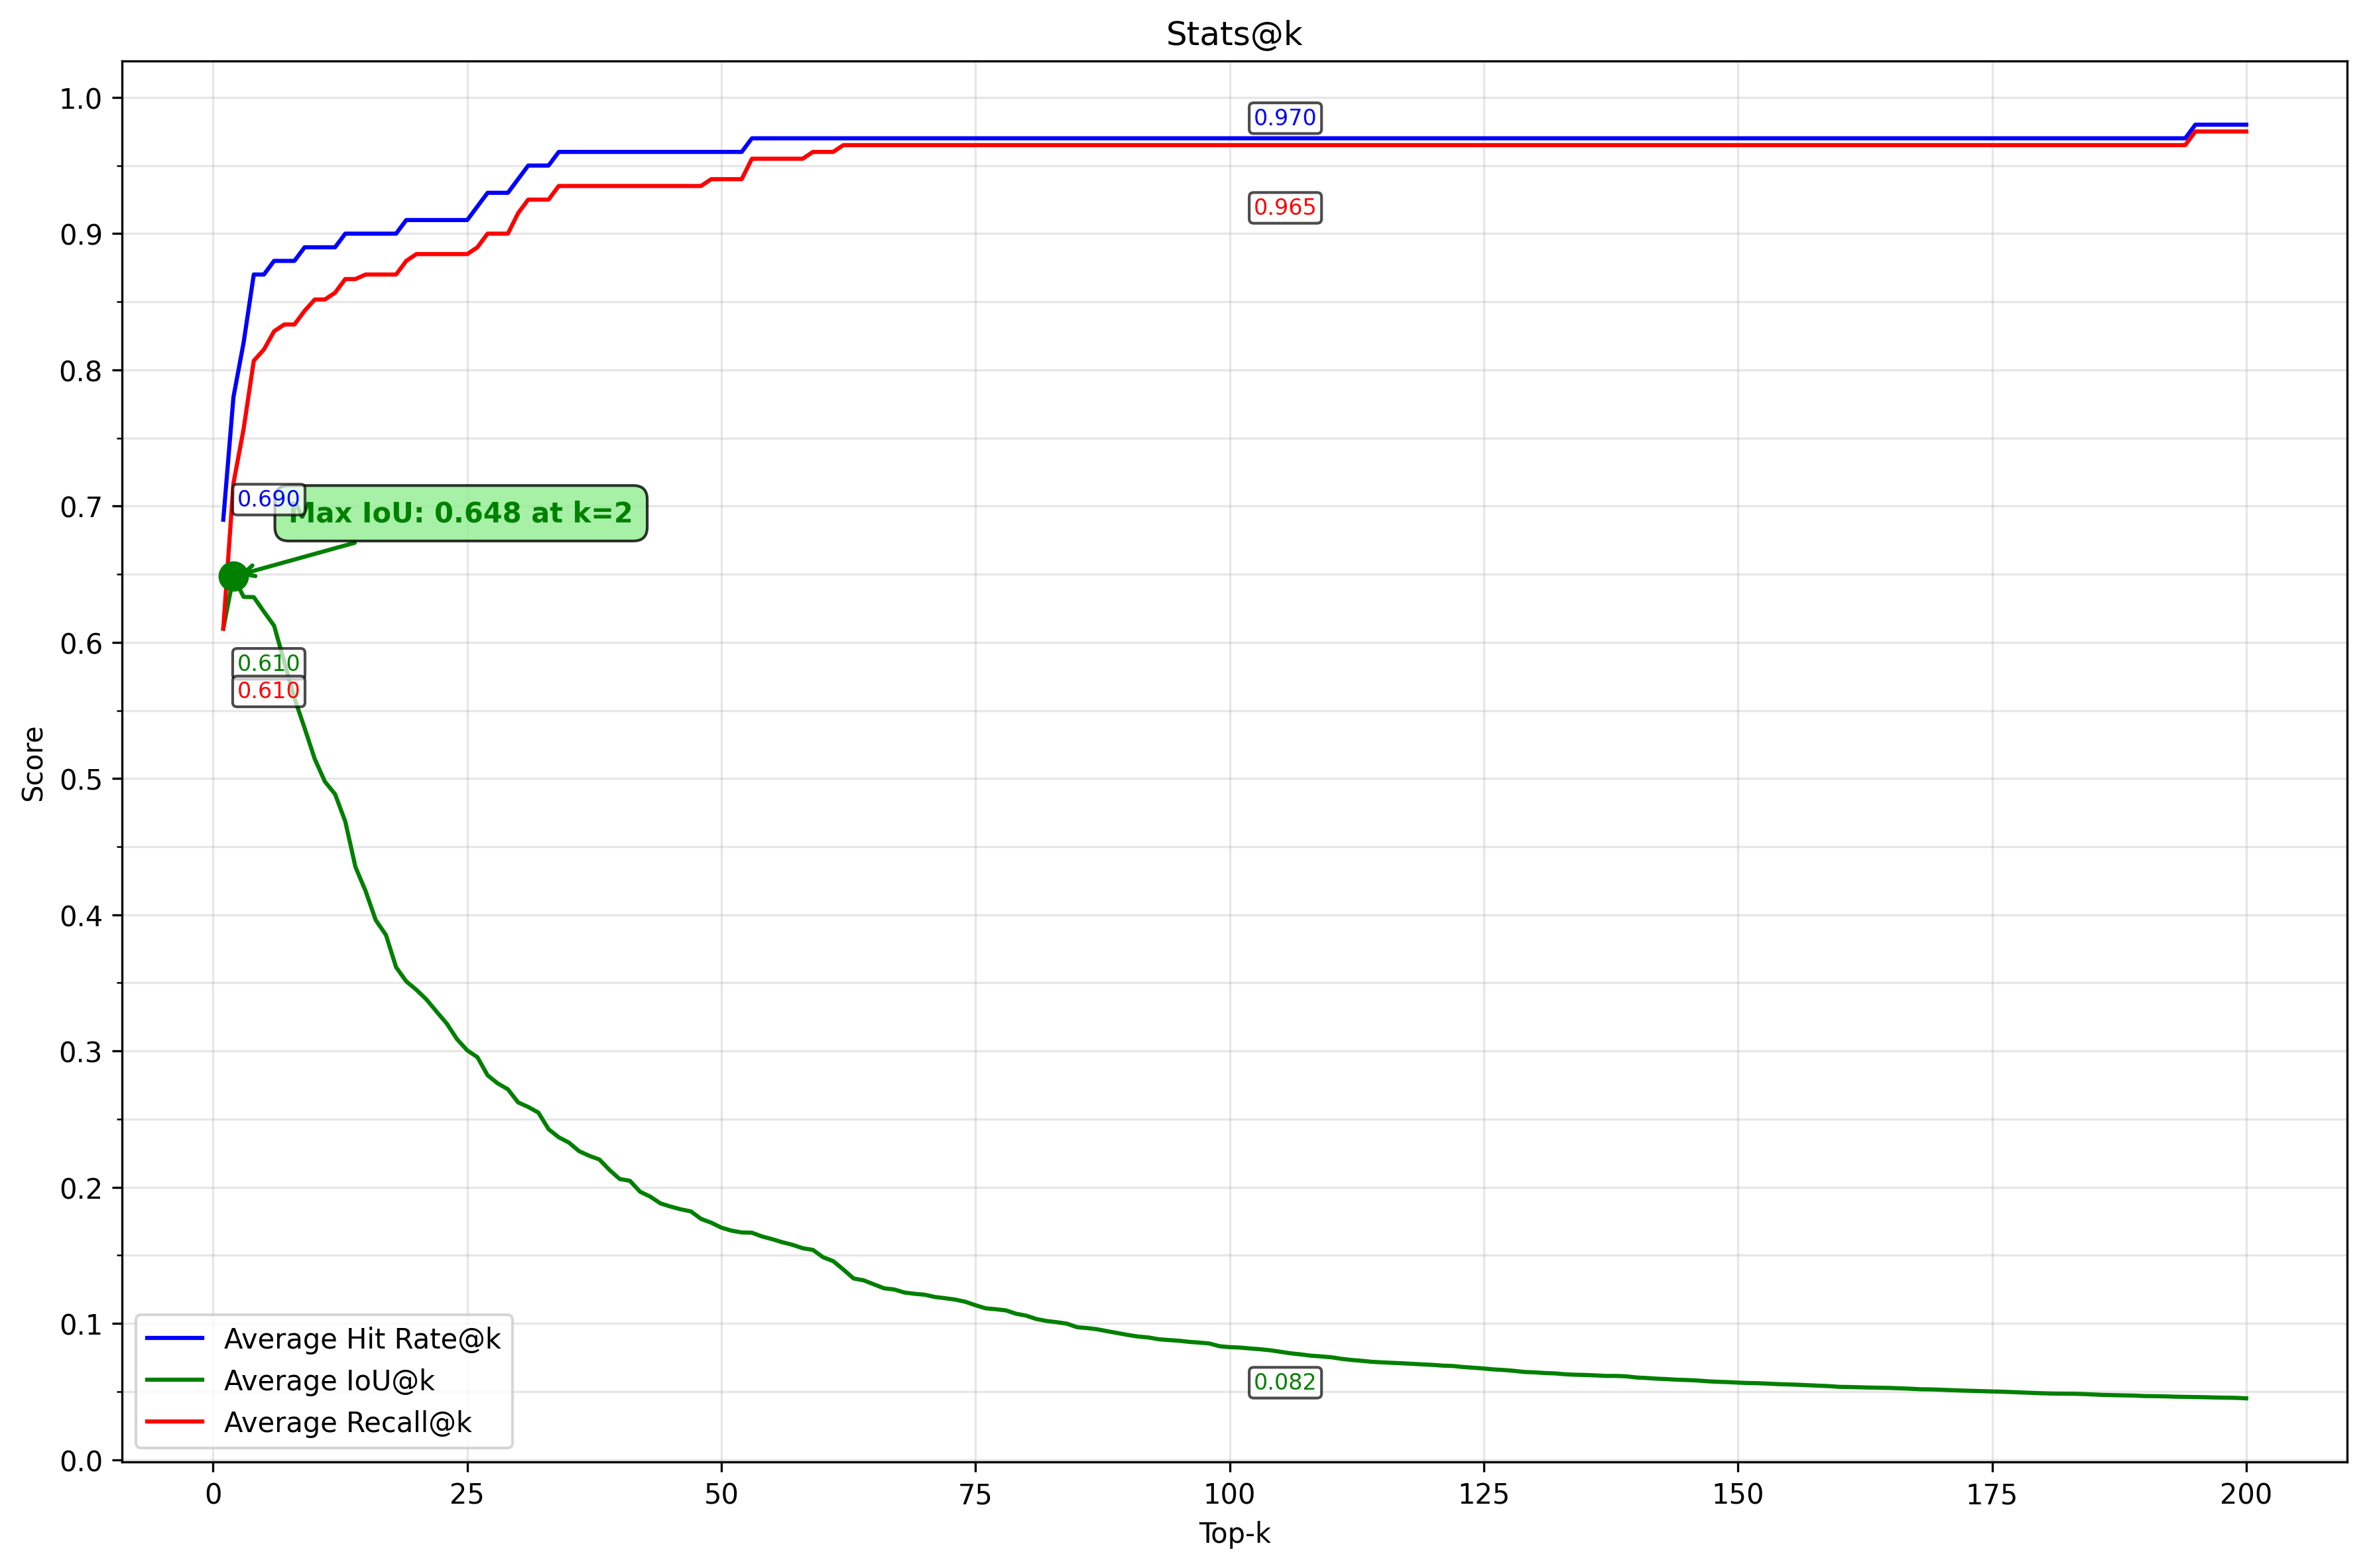 Stats@k
1.0
0.9
0.8
0.7
0.6
0.5
0.4
0.3
0.2
0.1
0.0
Score
0.970
0.965
0.690
Max IoU: 0.648 at k=2
0.610
0.610
0.082
Average Hit Rate@k
Average IoU@k
Average Recall@k
0 25 50 75 100 125 150 175 200
Top-k